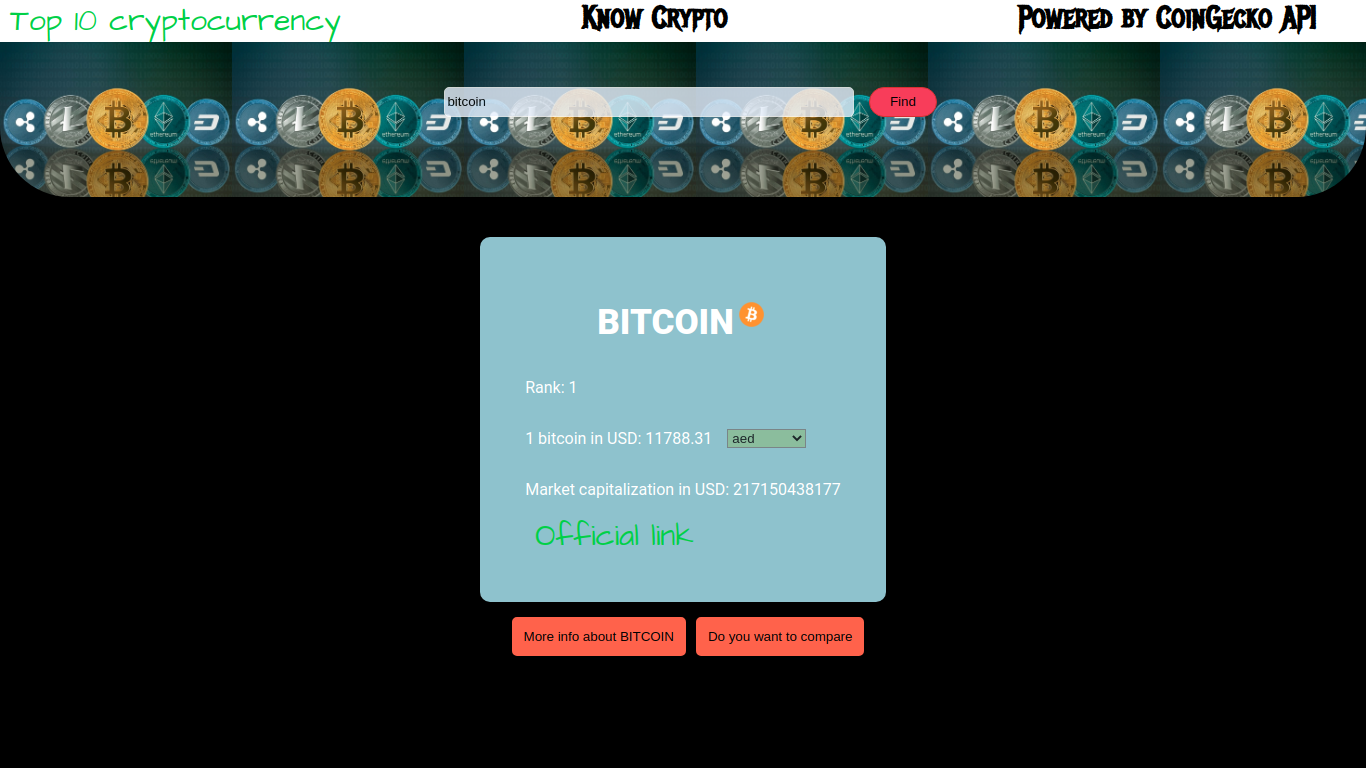 Top 10 cryptocurrency
Know Crypto
Powered by CoinGecko API
bitcoin
Find
BITCOIN
Rank: 1
1 bitcoin in USD: 11788.31
aed
Market capitalization in USD: 217150438177
Official link
More info about BITCOIN
Do you want to compare